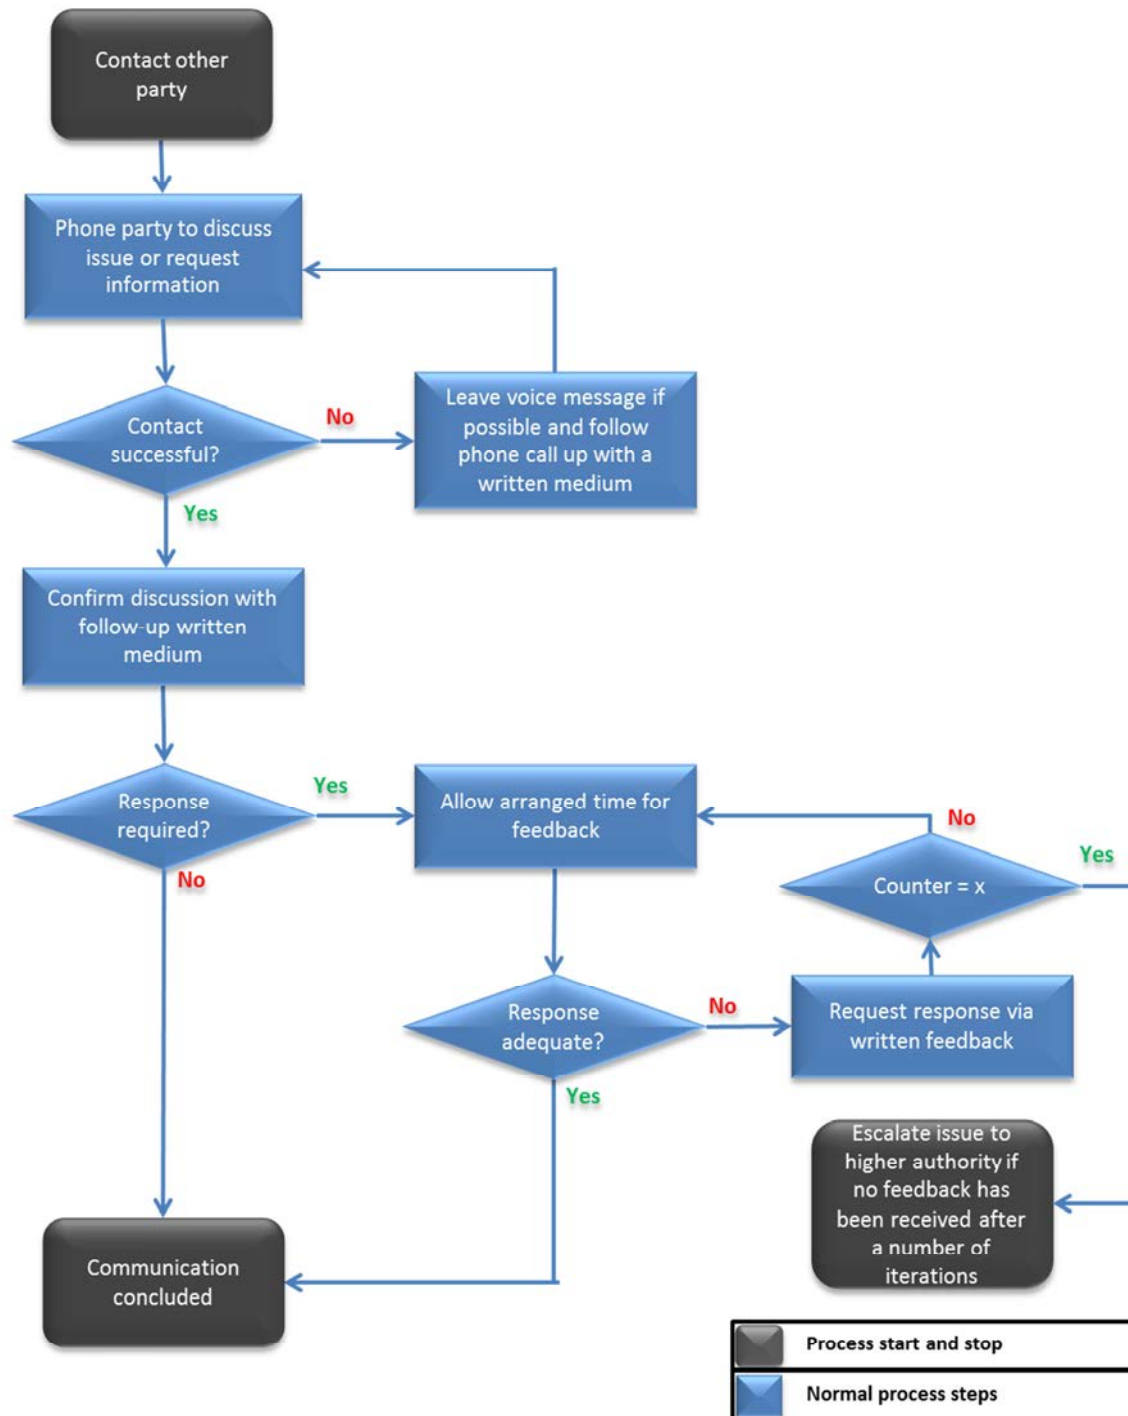 Contact other
party
Phone party to discuss
issue or request
information
Contact
successful?
No
Leave voice message if
possible and follow
phone call up with a
written medium
Yes
Confirm discussion with
follow-up written
medium
Response
required?
Yes
No
Allow arranged time for
feedback
No
Counter = x
Yes
Response
adequate?
No
Yes
Request response via
written feedback
Escalate issue to
higher authority if
no feedback has
been received after
a number of
iterations
Communication
concluded
Process start and stop
Normal process steps